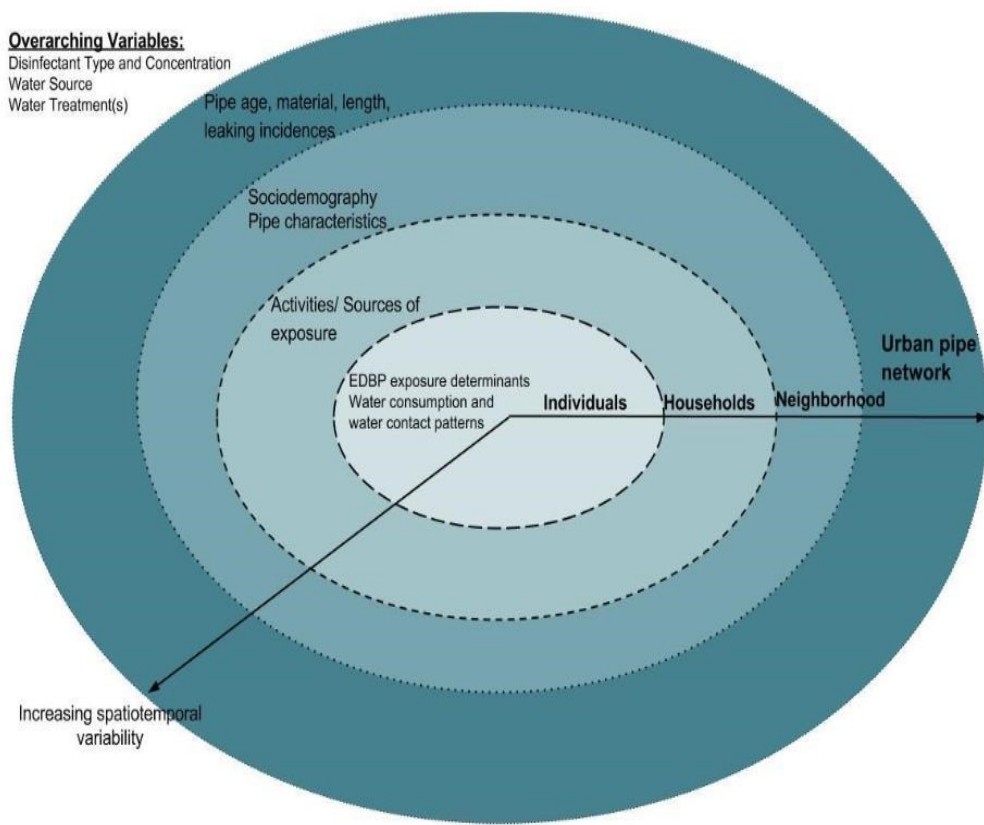 Overarching Variables:
Disinfectant Type and Concentration
Water Source
Water Treatment(s)
Pipe age, material, length,
leaking incidences
Sociodemography
Pipe characteristics
Activities/ Sources of
exposure
EDBP exposure determinants
Water consumption and
water contact patterns
Individuals
Households
Neighborhood
Urban pipe
network
Increasing spatiotemporal
variability